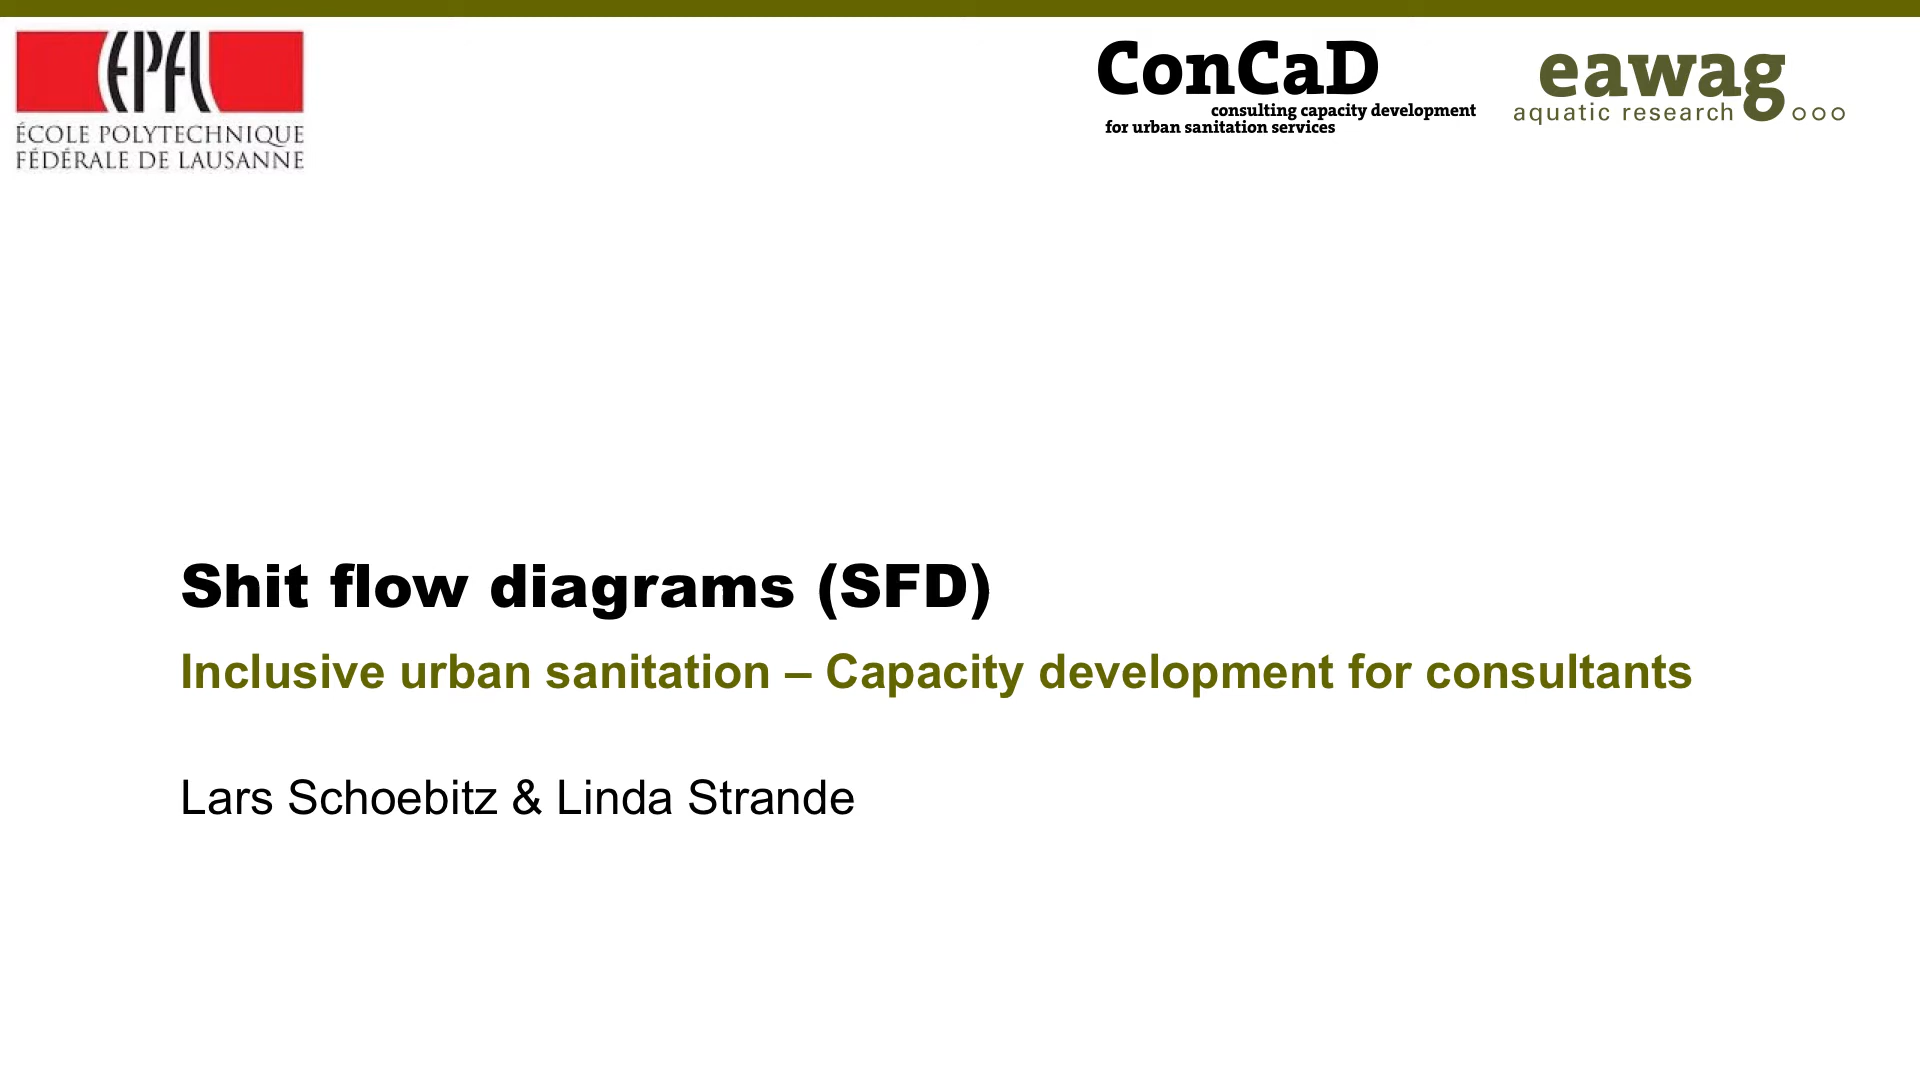 EPFL
ÉCOLE POLYTECHNIQUE
FÉDÉRALE DE LAUSANNE
ConCaD
consulting capacity development
for urban sanitation services
eawag
aquatic research
Shit flow diagrams (SFD)
Inclusive urban sanitation – Capacity development for consultants
Lars Schoebitz & Linda Strande